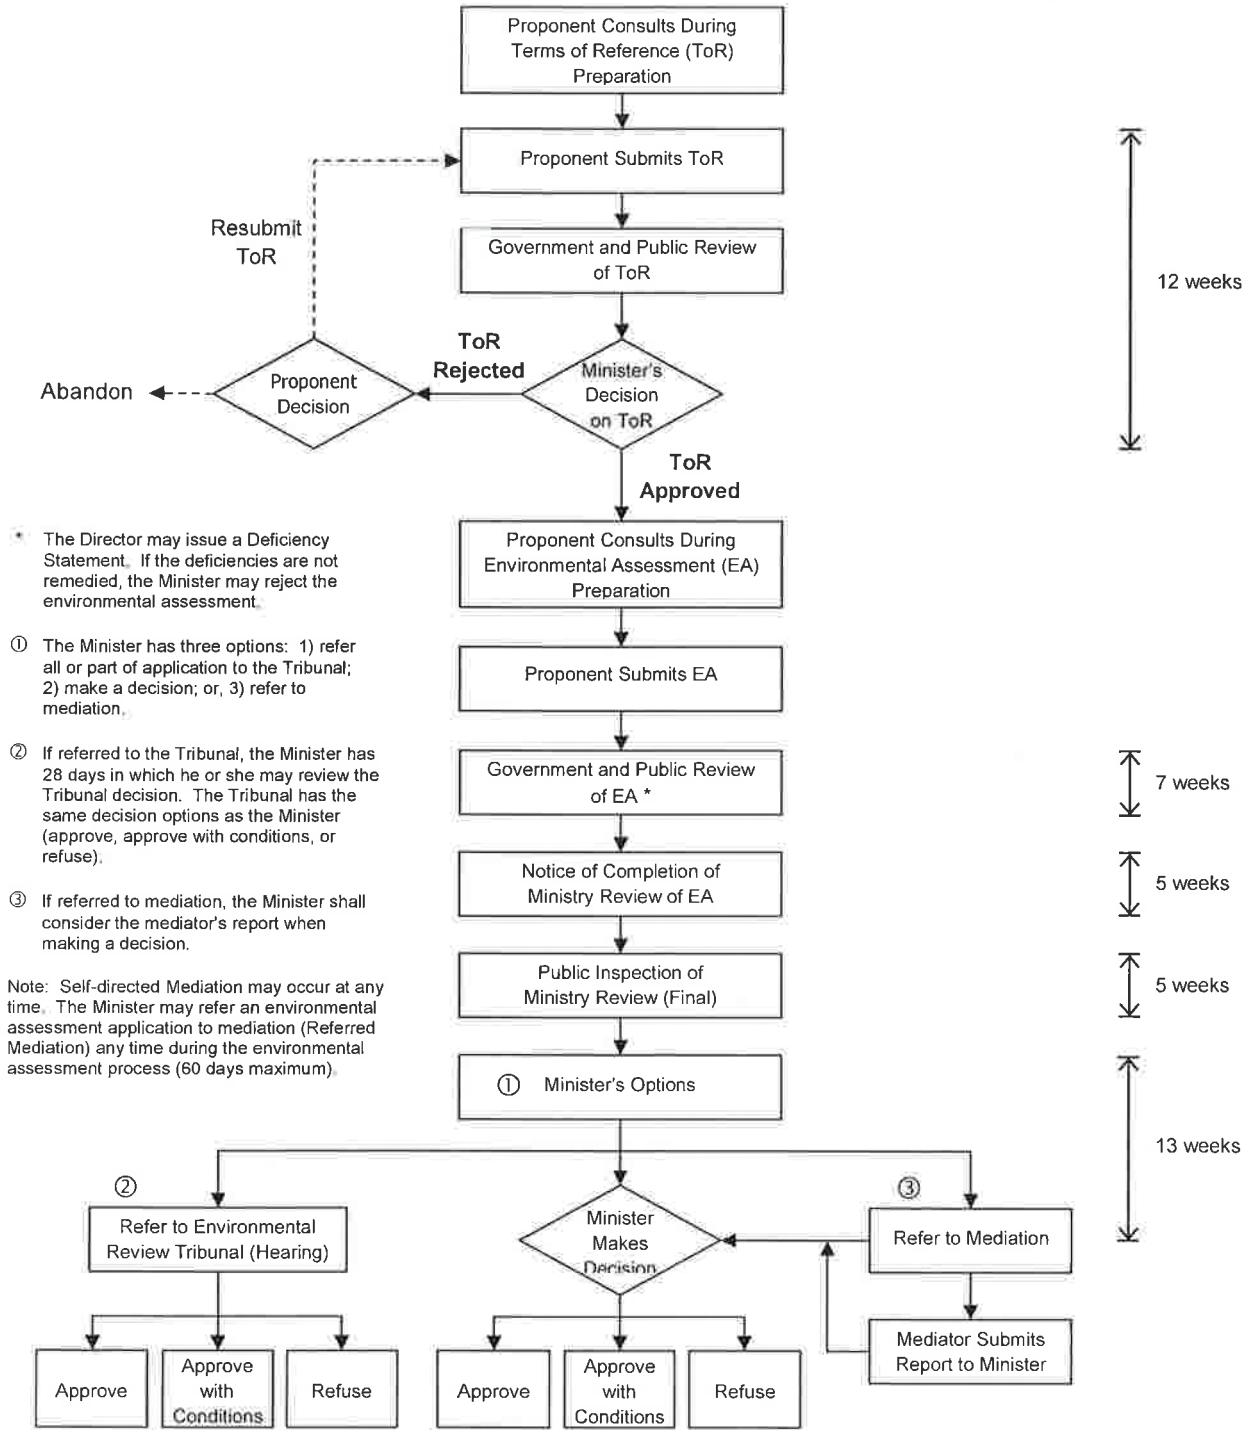 Proponent Consults During
Terms of Reference (ToR)
Preparation
Proponent Submits ToR
Resubmit
ToR
Government and Public Review
of ToR
12 weeks
ToR
Rejected
Minister's
Decision
on ToR
Proponent
Decision
Abandon
ToR
Approved
* The Director may issue a Deficiency
Statement. If the deficiencies are not
remedied, the Minister may reject the
environmental assessment.
① The Minister has three options: 1) refer
all or part of application to the Tribunal;
2) make a decision; or, 3) refer to
mediation.
② If referred to the Tribunal, the Minister has
28 days in which he or she may review the
Tribunal decision. The Tribunal has the
same decision options as the Minister
(approve, approve with conditions, or
refuse).
③ If referred to mediation, the Minister shall
consider the mediator's report when
making a decision.
Note: Self-directed Mediation may occur at any
time. The Minister may refer an environmental
assessment application to mediation (Referred
Mediation) any time during the environmental
assessment process (60 days maximum).
Proponent Consults During
Environmental Assessment (EA)
Preparation
Proponent Submits EA
Government and Public Review
of EA *
7 weeks
Notice of Completion of
Ministry Review of EA
5 weeks
Public Inspection of
Ministry Review (Final)
5 weeks
① Minister's Options
13 weeks
②
Refer to Environmental
Review Tribunal (Hearing)
Minister
Makes
Decision
③
Refer to Mediation
Mediator Submits
Report to Minister
Approve
Approve
with
Conditions
Refuse
Approve
Approve
with
Conditions
Refuse